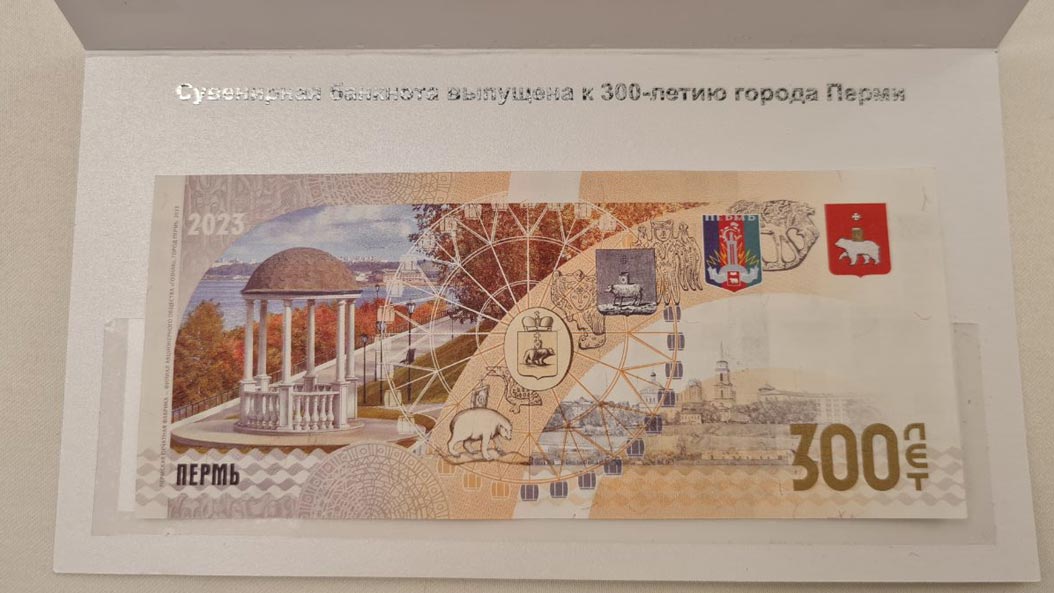 Сувенирная банкнота выпущена к 300-летию города Перми
2023
ПЕРМЬ
300
ЛЕТ